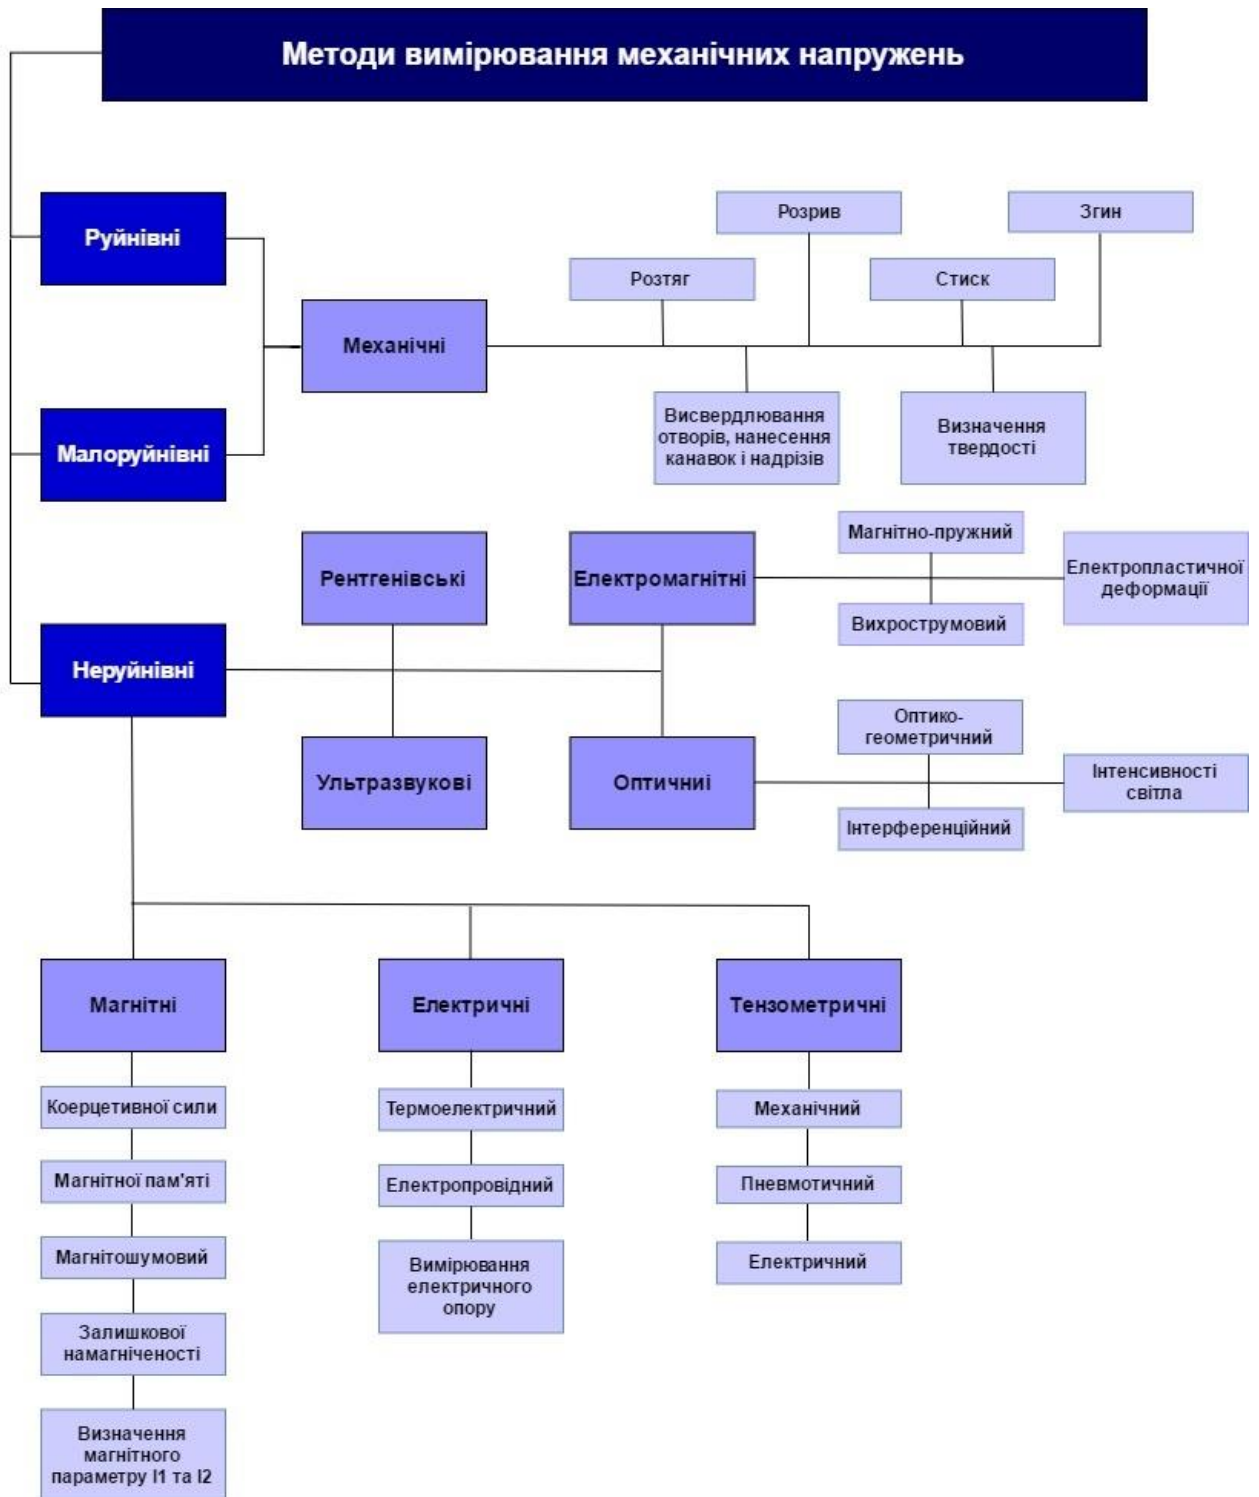 Методи вимірювання механічних напружень
Руйнівні
Розрив
Згин
Розтяг
Стиск
Механічні
Висвердлювання
отворів, нанесення
канавок і надрізів
Визначення
твердості
Малоруйнівні
Рентгенівські
Електромагнітні
Магнітно-пружний
Електропластичної
деформації
Вихрострумовий
Неруйнівні
Ультразвукові
Оптичниі
Оптико-
геометричний
Інтенсивності
світла
Інтерференційний
Магнітні
Електричні
Тензометричні
Коерцетивної сили
Магнітної пам'яті
Магнітошумовий
Залишкової
намагніченості
Визначення
магнітного
параметру І1 та І2
Термоелектричний
Електропровідний
Вимірювання
електричного
опору
Механічний
Пневмотичний
Електричний